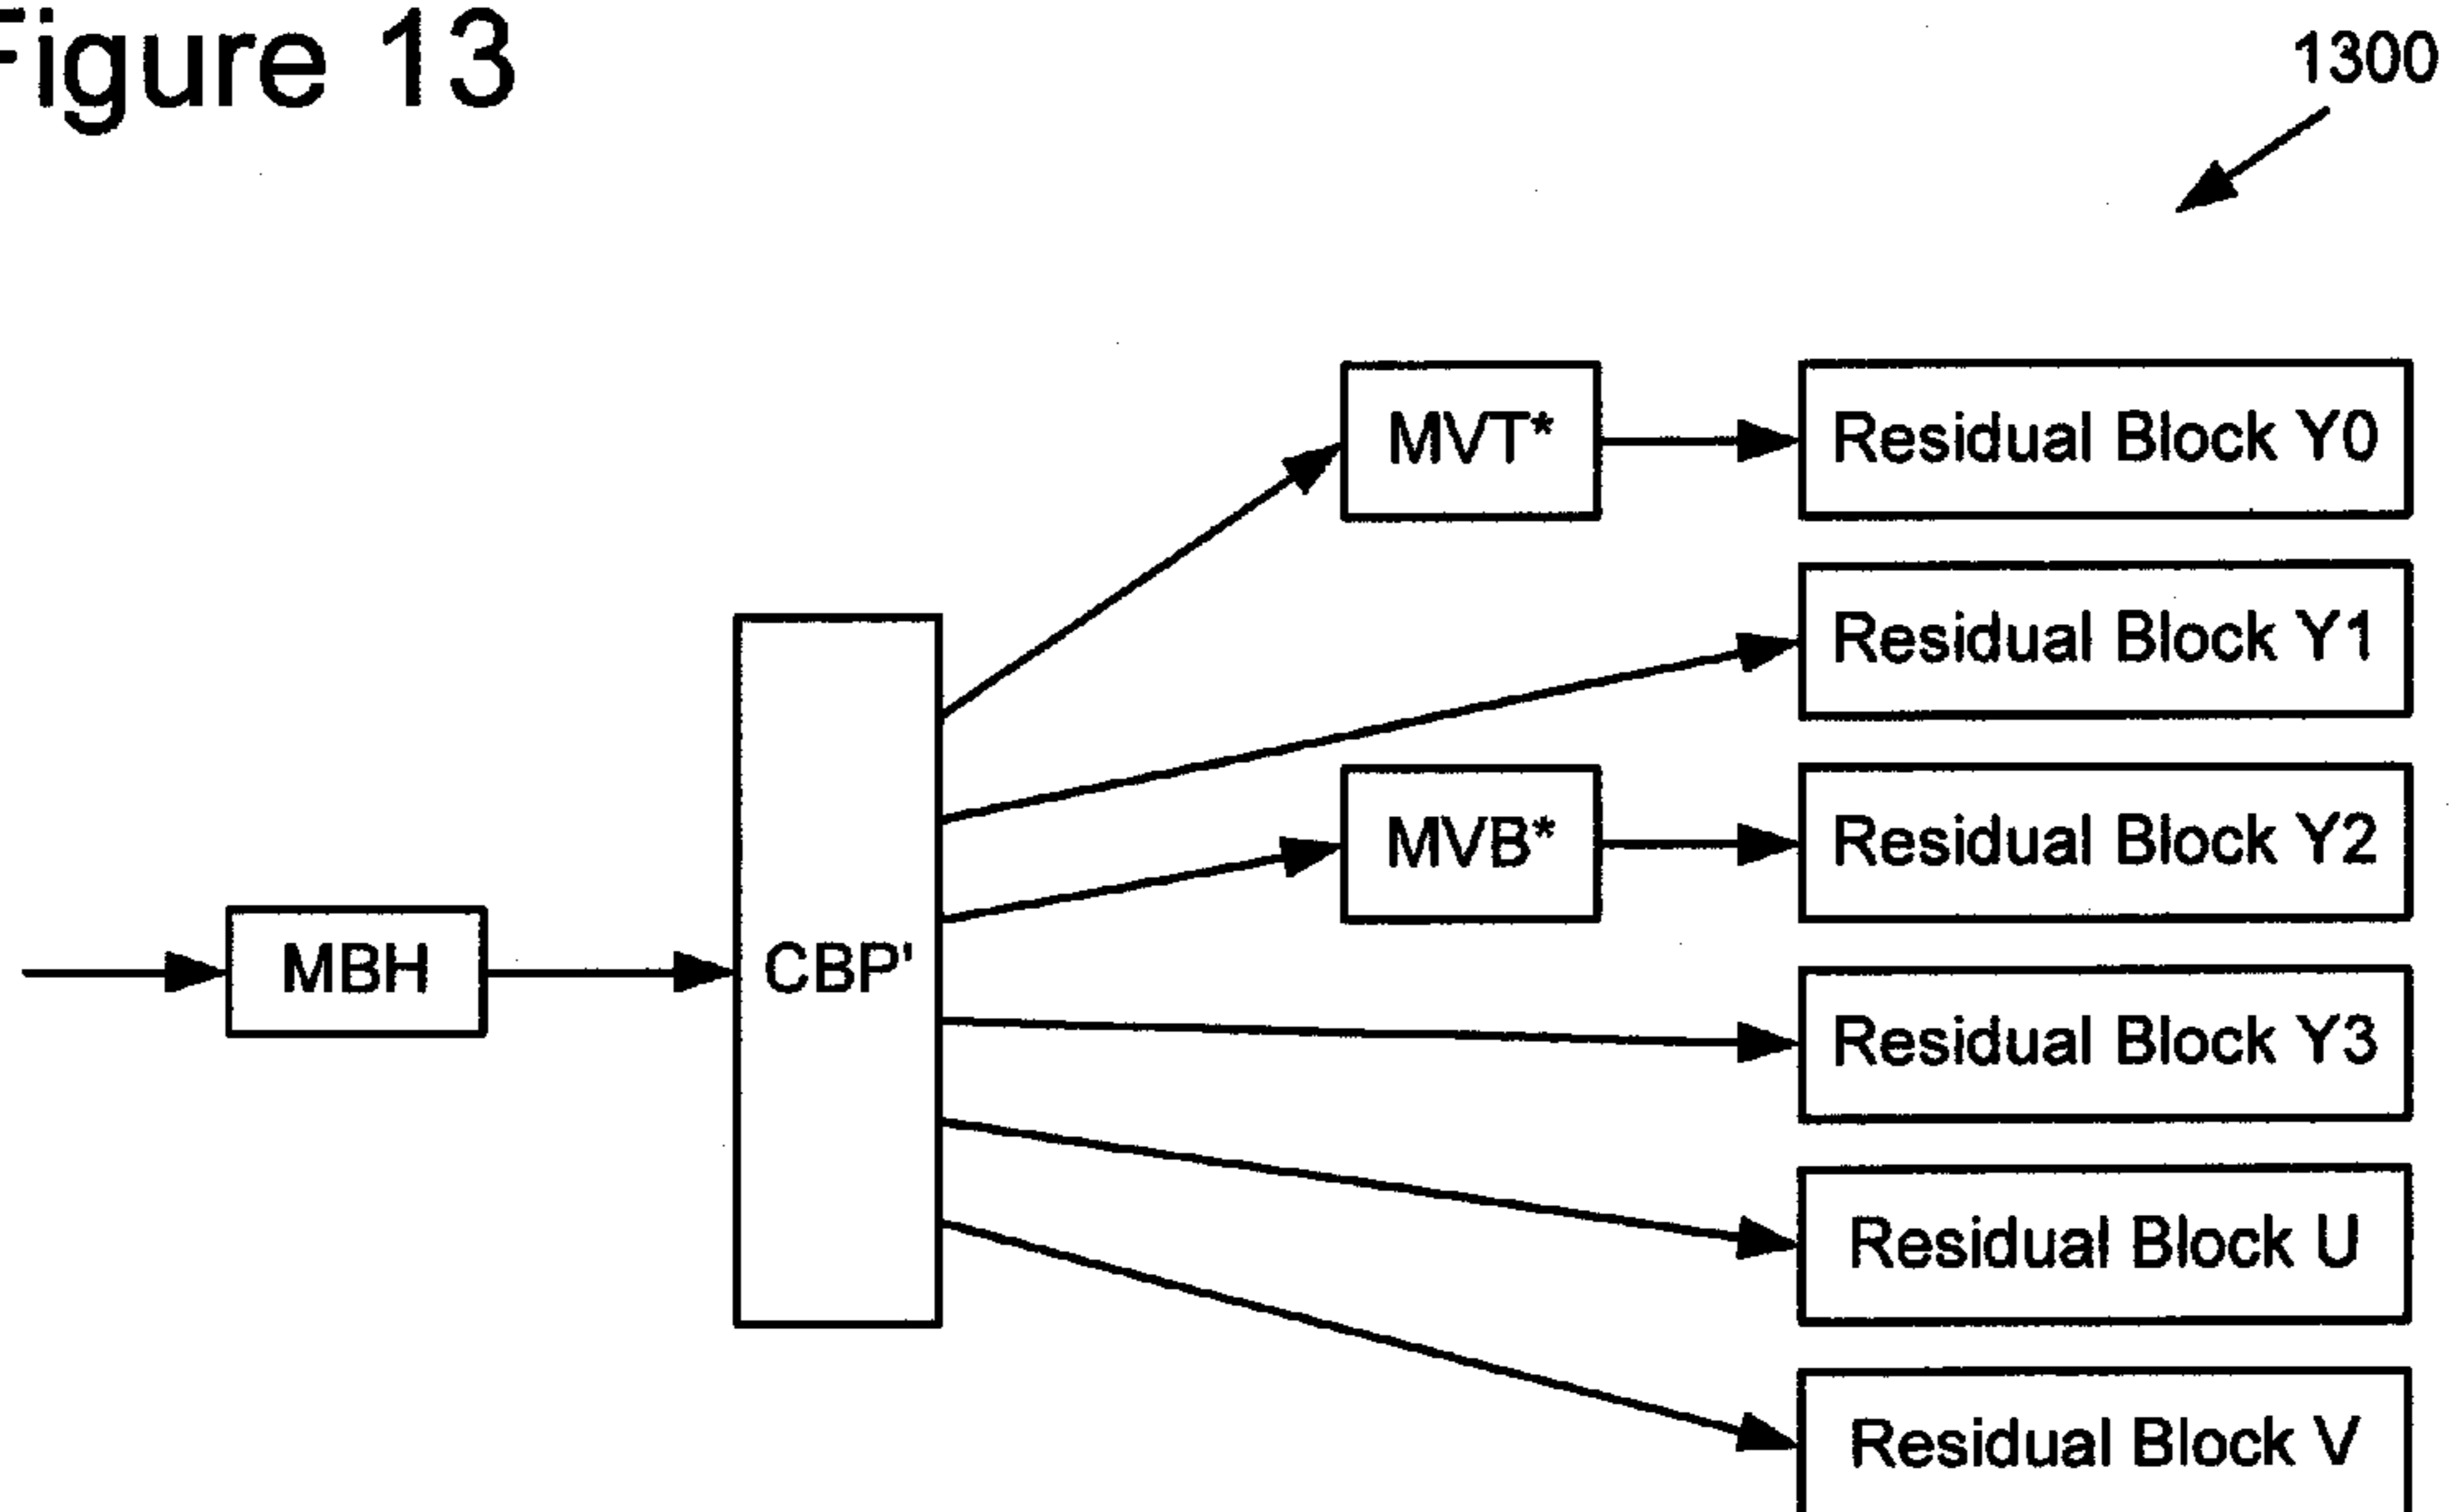 Figure 13
1300
MVT*
Residual Block Y0
Residual Block Y1
MVB*
Residual Block Y2
MBH
CBP'
Residual Block Y3
Residual Block U
Residual Block V